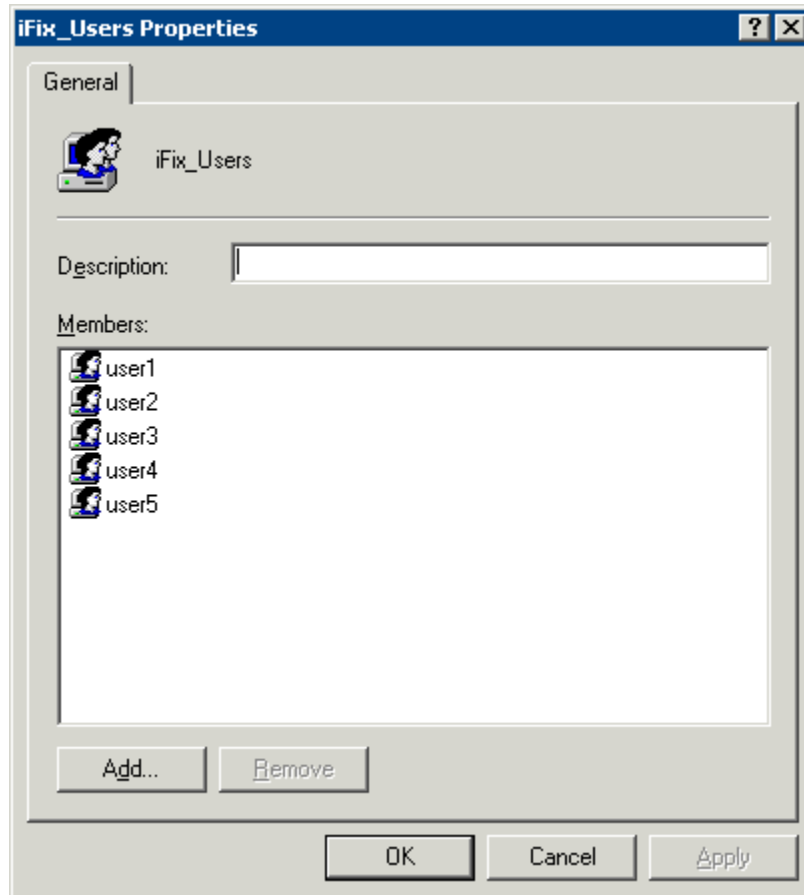 iFix_Users Properties
General
iFix_Users
Description:
Members:
user1
user2
user3
user4
user5
Add... Remove
OK Cancel Apply